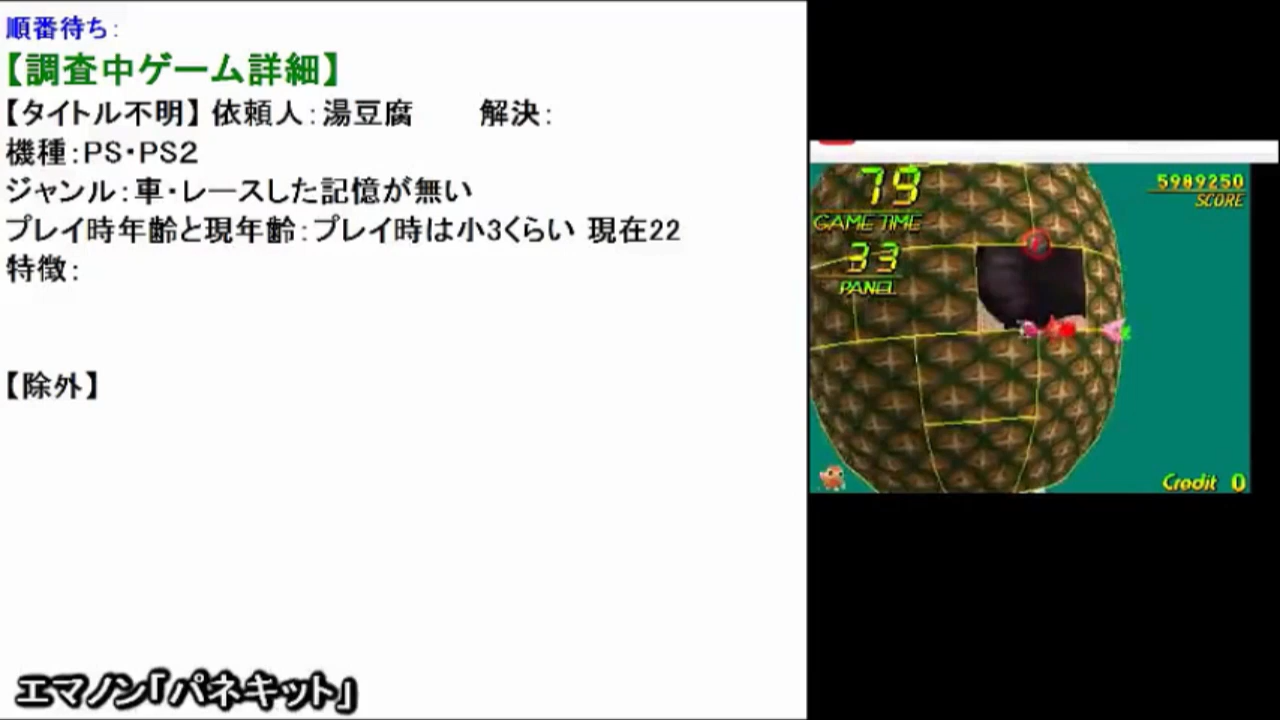 順番待ち:
【調査中ゲーム詳細】
【タイトル不明】 依頼人:湯豆腐 解決:
機種:PS・PS2
ジャンル:車・レースした記憶が無い
プレイ時年齢と現年齢:プレイ時は小3くらい 現在22
特徴:
【除外】
エマノン「パネキット」
79
GAME TIME
33
PANEL
5989250
SCORE
Credit 0